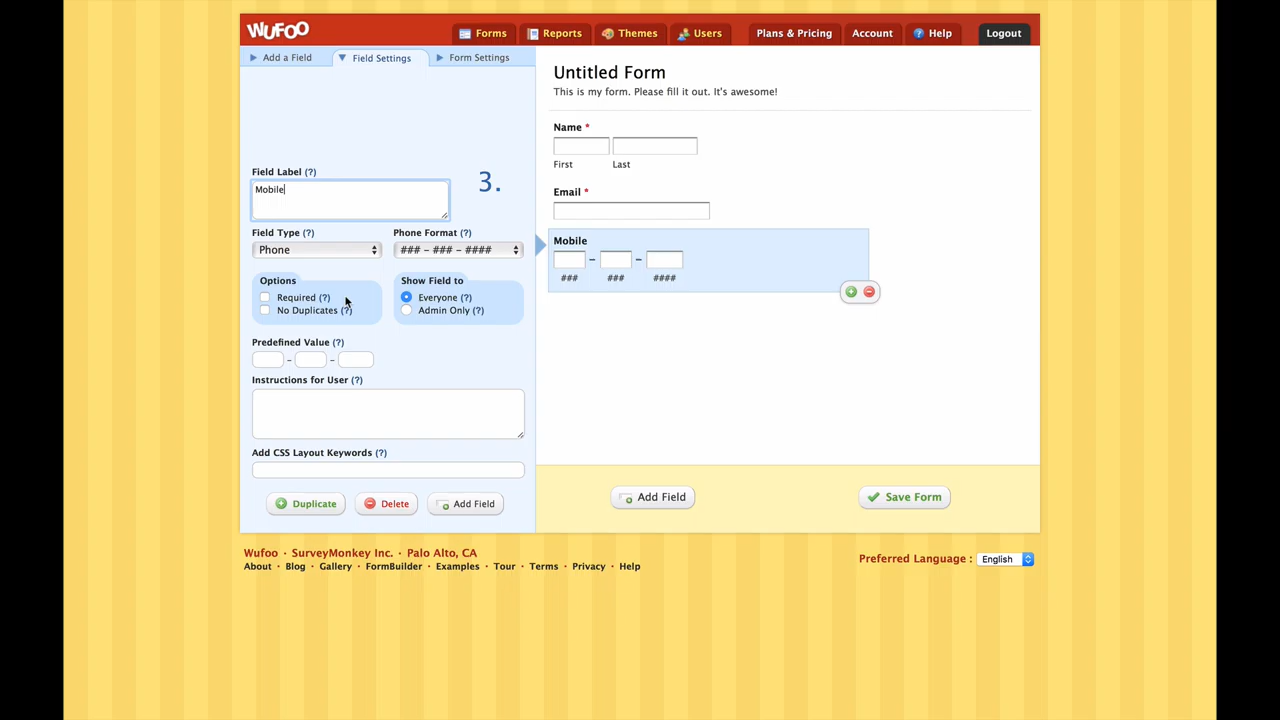 WUFOO
Forms Reports Themes Users Plans & Pricing Account Help Logout
Add a Field Field Settings Form Settings
Untitled Form
This is my form. Please fill it out. It's awesome!
Name *
First Last
Email *
Mobile
– –
### ### ####
Field Label (?)
3.
Mobile
Field Type (?) Phone Format (?)
Phone ### – ### – ####
Options Show Field to
Required (?) Everyone (?)
No Duplicates (?) Admin Only (?)
Predefined Value (?)
– –
Instructions for User (?)
Add CSS Layout Keywords (?)
Duplicate Delete Add Field
Add Field Save Form
Wufoo · SurveyMonkey Inc. · Palo Alto, CA
About · Blog · Gallery · FormBuilder · Examples · Tour · Terms · Privacy · Help
Preferred Language : English